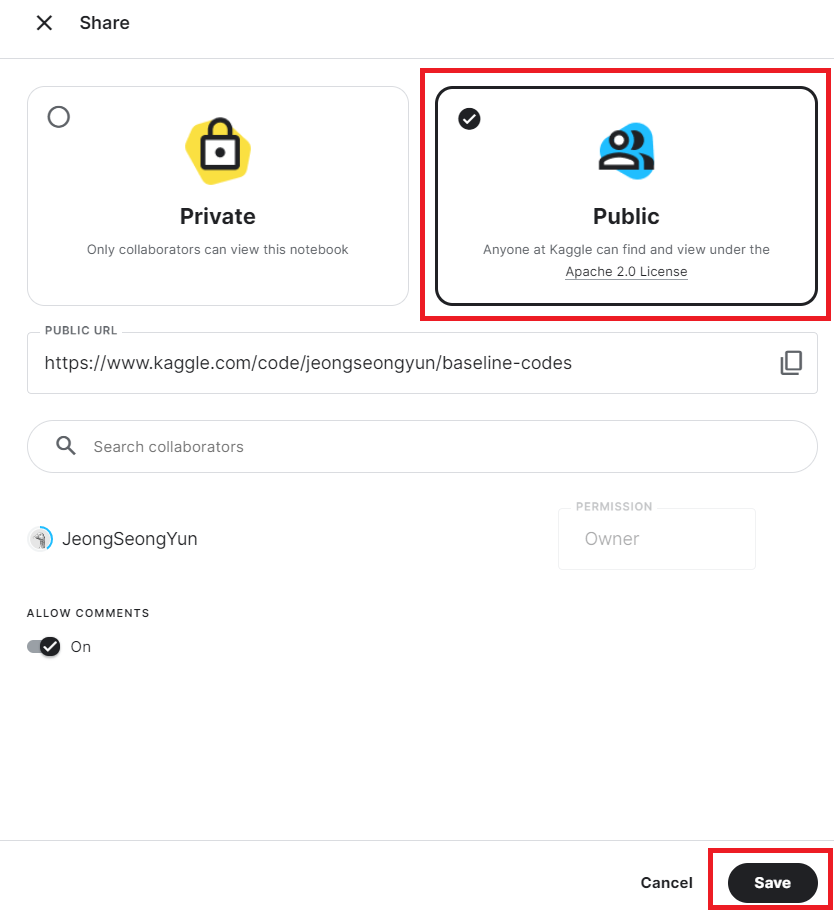 Share
Private
Only collaborators can view this notebook
Public
Anyone at Kaggle can find and view under the
Apache 2.0 License
PUBLIC URL
https://www.kaggle.com/code/jeongseongyun/baseline-codes
Search collaborators
JeongSeongYun
PERMISSION
Owner
ALLOW COMMENTS
On
Cancel
Save